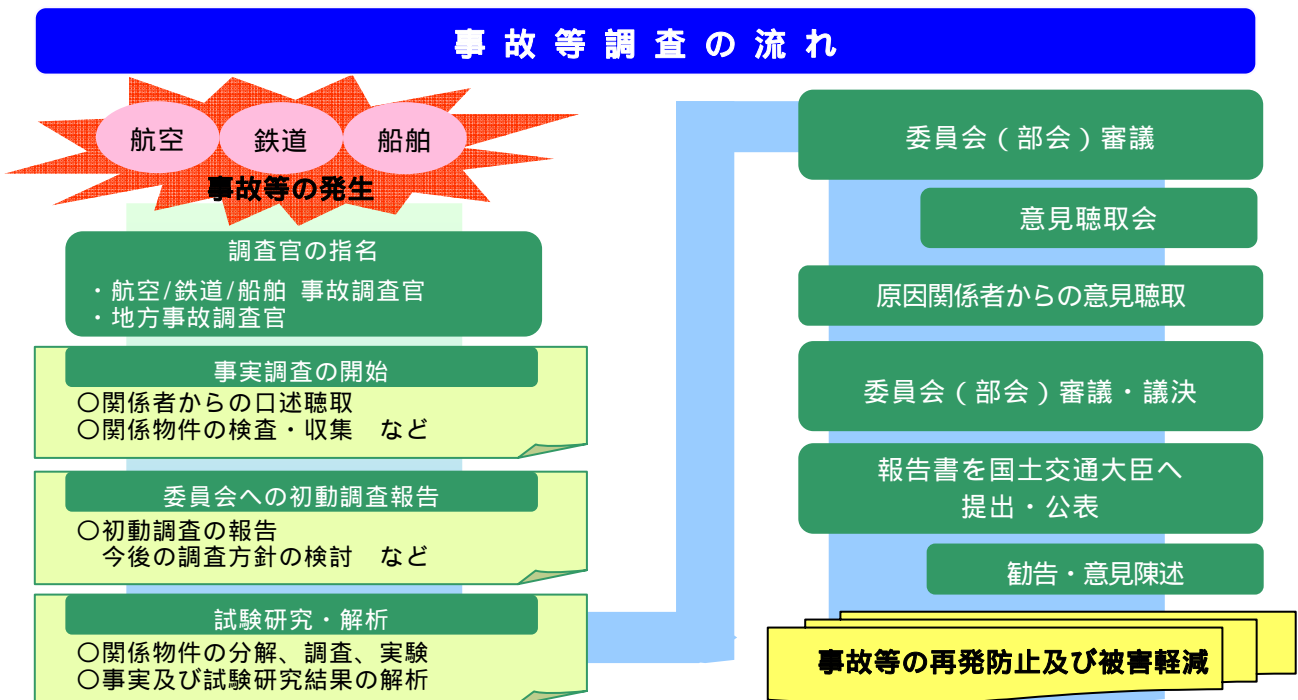 事故等調査の流れ
航空
鉄道
船舶
事故等の発生
調査官の指名
・航空/鉄道/船舶 事故調査官
・地方事故調査官
事実調査の開始
○関係者からの口述聴取
○関係物件の検査・収集 など
委員会への初動調査報告
○初動調査の報告
今後の調査方針の検討 など
試験研究・解析
○関係物件の分解、調査、実験
○事実及び試験研究結果の解析
委員会(部会)審議
意見聴取会
原因関係者からの意見聴取
委員会(部会)審議・議決
報告書を国土交通大臣へ
提出・公表
勧告・意見陳述
事故等の再発防止及び被害軽減